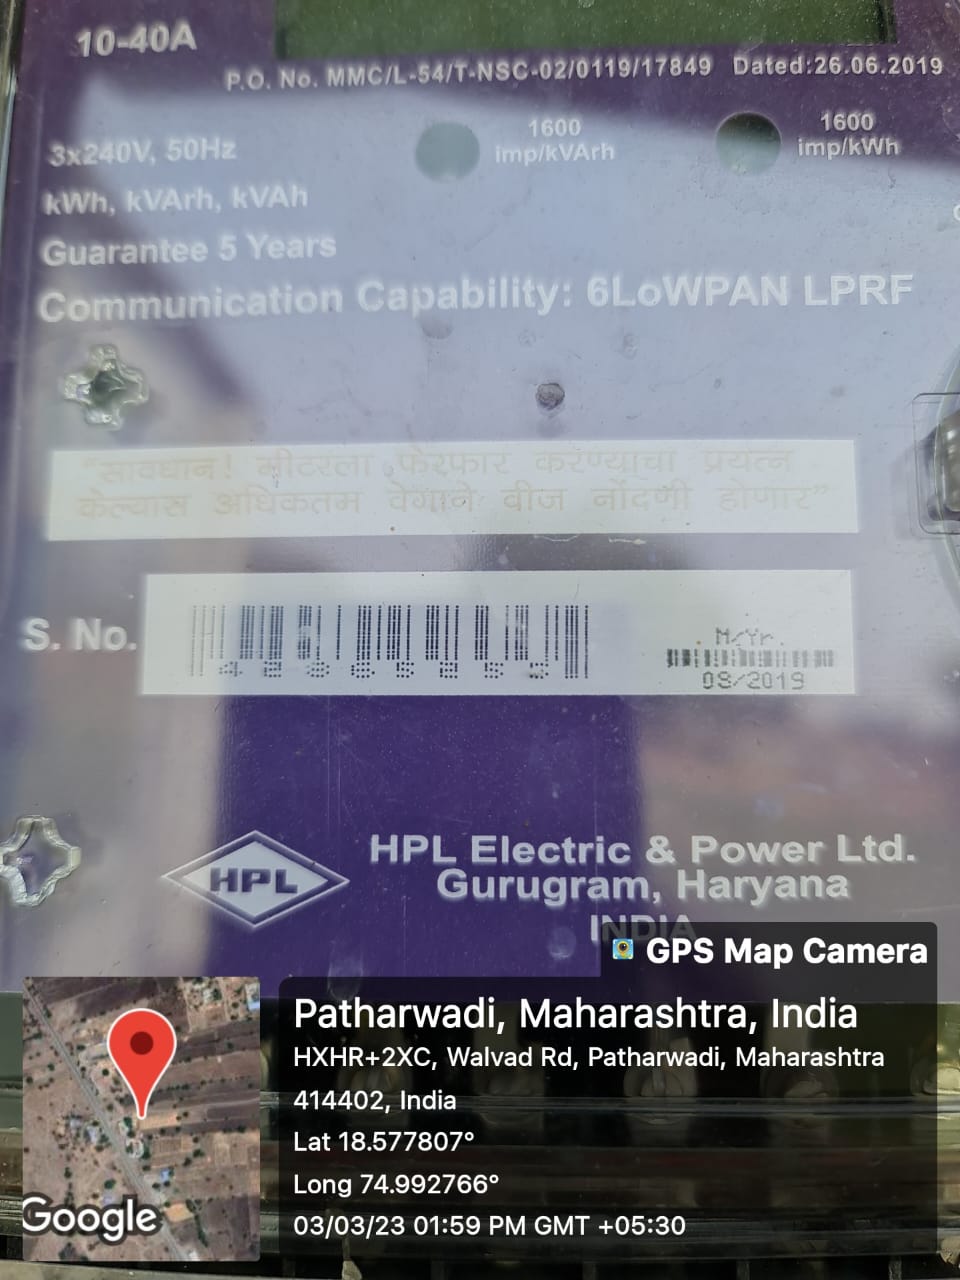 10-40A
P.O. No. MMC/L-54/T-NSC-02/0119/17849 Dated:26.06.2019
3x240V, 50Hz
1600
imp/kVArh
1600
imp/kWh
kWh, kVArh, kVAh
Guarantee 5 Years
Communication Capability: 6LoWPAN LPRF
"सावधान! मीटरला फेरफार करण्याचा प्रयत्न
केल्यास अधिकतम वेगाने वीज नोंदणी होणार"
S. No.
M/Yr.
08/2019
HPL
HPL Electric & Power Ltd.
Gurugram, Haryana
INDIA
GPS Map Camera
Patharwadi, Maharashtra, India
HXHR+2XC, Walvad Rd, Patharwadi, Maharashtra
414402, India
Lat 18.577807°
Long 74.992766°
03/03/23 01:59 PM GMT +05:30
Google